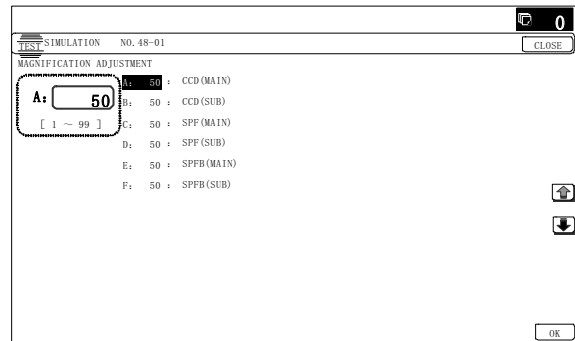 0
TEST SIMULATION NO. 48-01
CLOSE
MAGNIFICATION ADJUSTMENT
A: 50
[ 1 ~ 99 ]
A: 50 : CCD(MAIN)
B: 50 : CCD(SUB)
C: 50 : SPF(MAIN)
D: 50 : SPF(SUB)
E: 50 : SPFB(MAIN)
F: 50 : SPFB(SUB)
OK